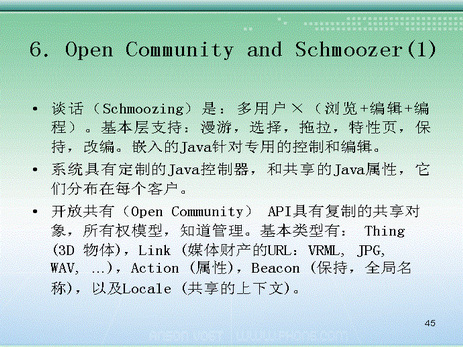 6. Open Community and Schmoozer(1)
• 谈话（Schmoozing）是：多用户×（浏览+编辑+编
程）。基本层支持：漫游，选择，拖拉，特性页，保
持，改编。嵌入的Java针对专用的控制和编辑。
• 系统具有定制的Java控制器，和共享的Java属性，它
们分布在每个客户。
• 开放共有（Open Community） API具有复制的共享对
象，所有权模型，知道管理。基本类型有： Thing
(3D 物体)，Link (媒体财产的URL：VRML, JPG,
WAV, …)，Action (属性)，Beacon (保持，全局名
称)，以及Locale (共享的上下文)。
45